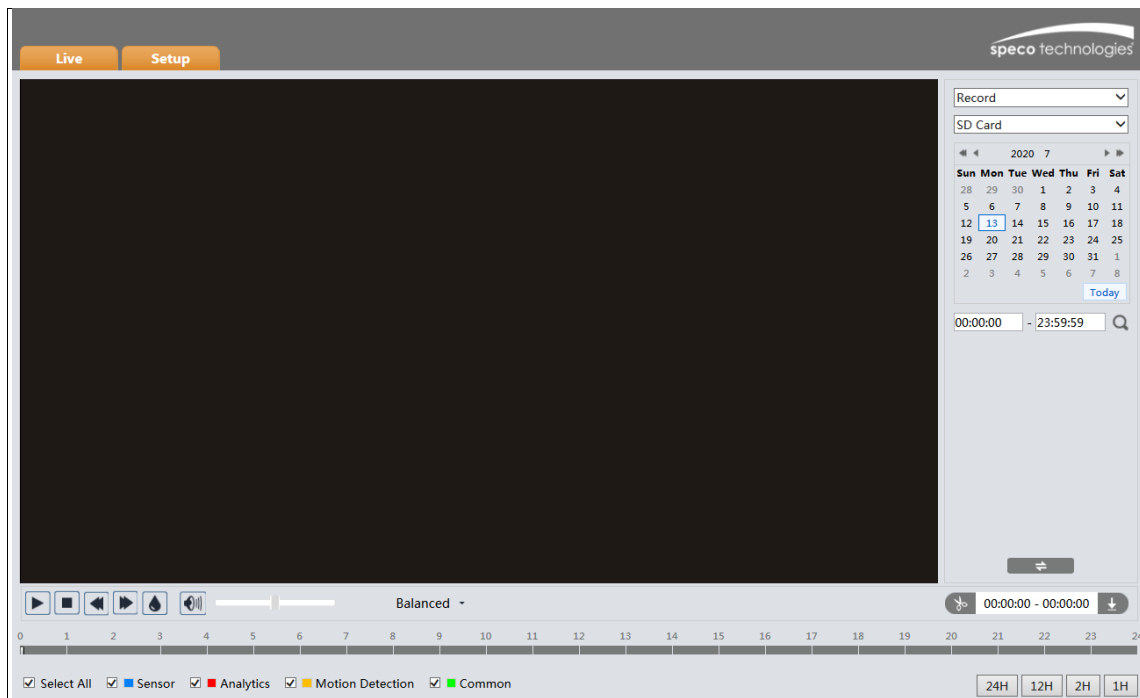 speco technologies
Live Setup
Record
SD Card
2020 7
Sun Mon Tue Wed Thu Fri Sat
28 29 30 1 2 3 4
5 6 7 8 9 10 11
12 13 14 15 16 17 18
19 20 21 22 23 24 25
26 27 28 29 30 31 1
2 3 4 5 6 7 8
Today
00:00:00 - 23:59:59
Balanced
00:00:00 - 00:00:00
0 1 2 3 4 5 6 7 8 9 10 11 12 13 14 15 16 17 18 19 20 21 22 23 24
Select All Sensor Analytics Motion Detection Common
24H 12H 2H 1H